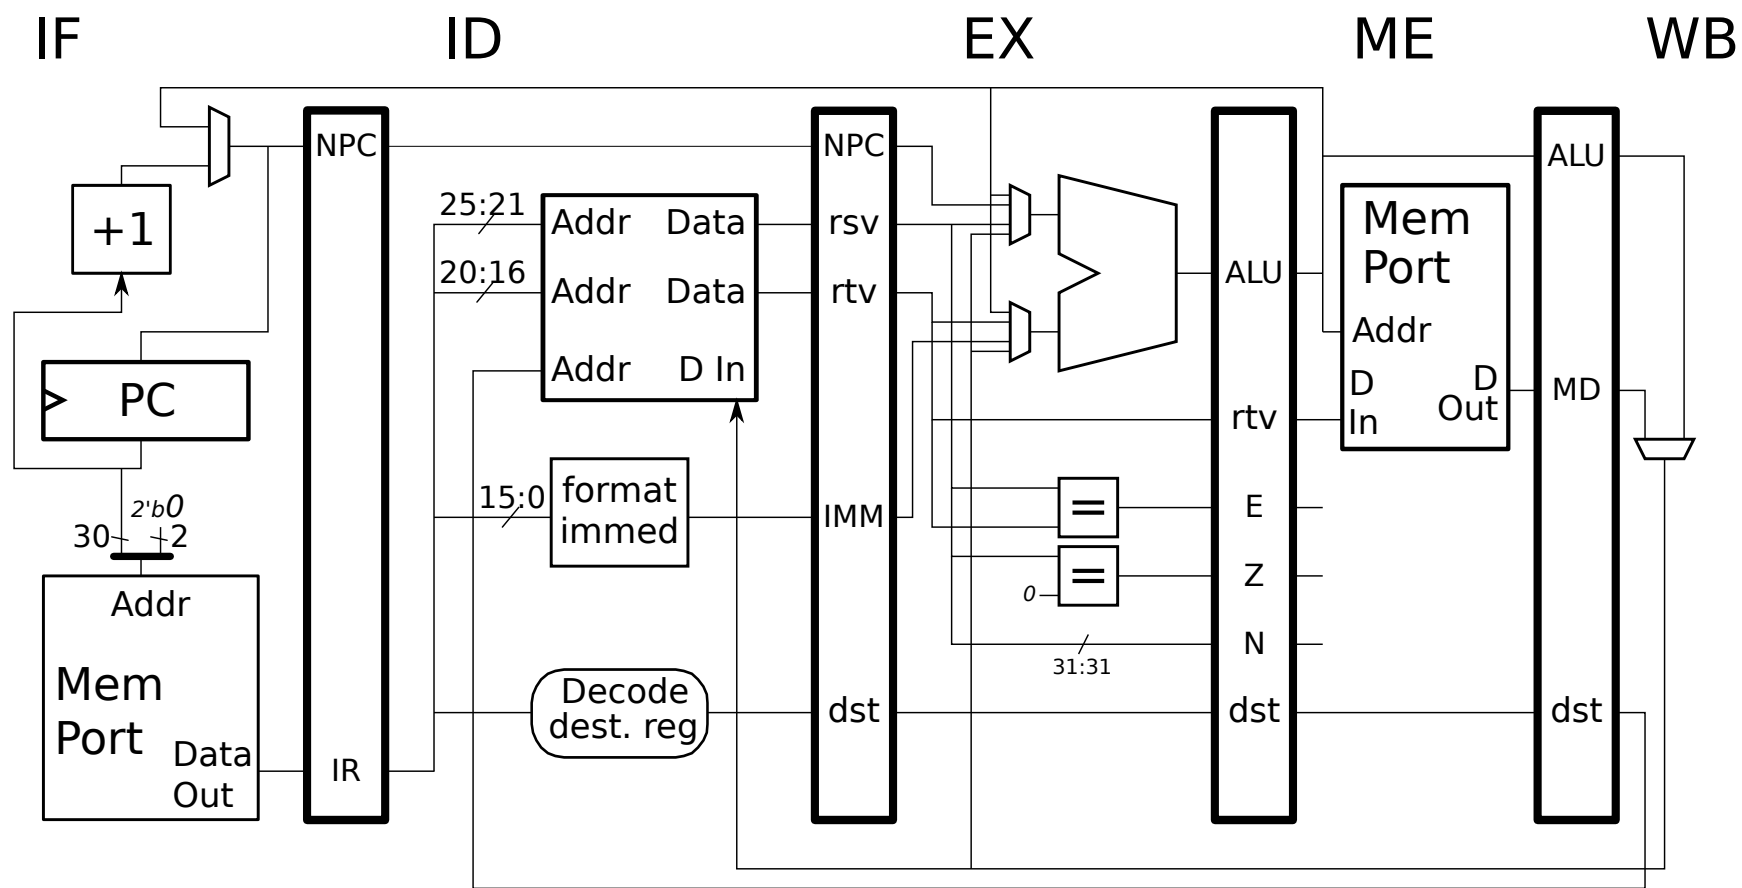 IF ID EX ME WB
NPC
+1
PC
2'b0
30
2
Addr
Mem
Port
Data
Out
IR
25:21
20:16
15:0
Addr Data
Addr Data
Addr D In
format
immed
Decode
dest. reg
NPC
rsv
rtv
IMM
dst
=
=
0
31:31
ALU
rtv
E
Z
N
dst
Mem
Port
Addr
D
In
D
Out
ALU
MD
dst